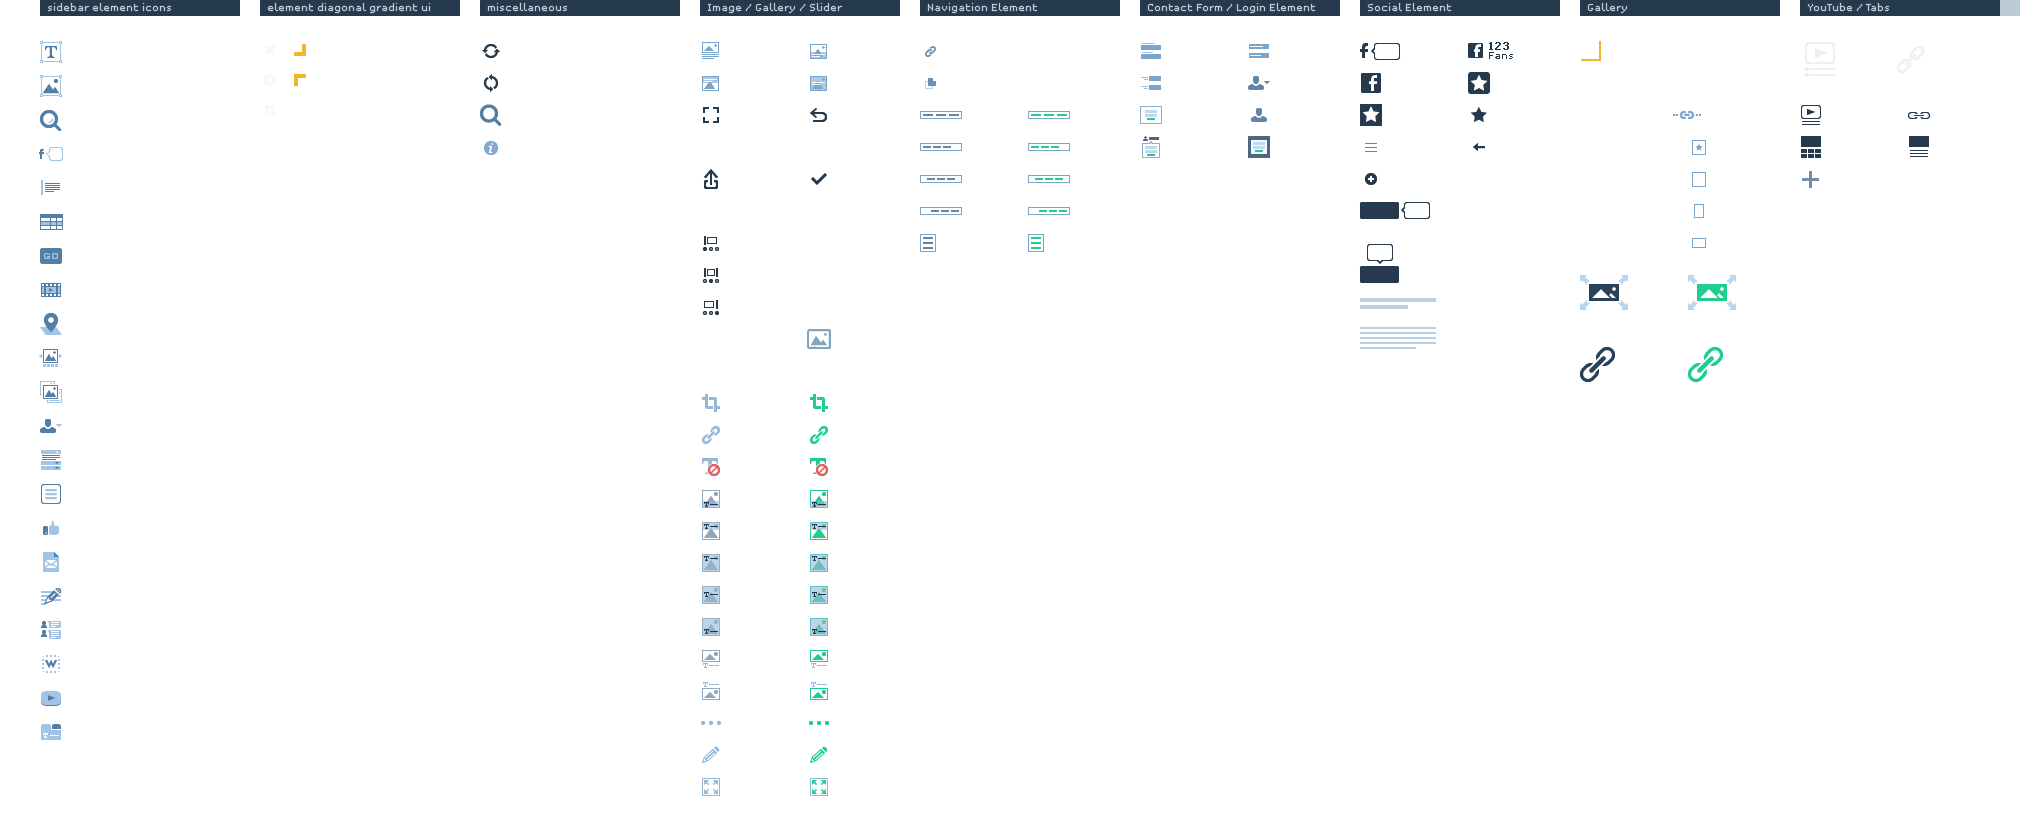 sidebar element icons
element diagonal gradient ui
miscellaneous
Image / Gallery / Slider
Navigation Element
Contact Form / Login Element
Social Element
Gallery
YouTube / Tabs
T
f
GO
W
T
i
T
T
T
T
T
T
T
T
T
T
T
T
T
T
f
f 123
Fans
f